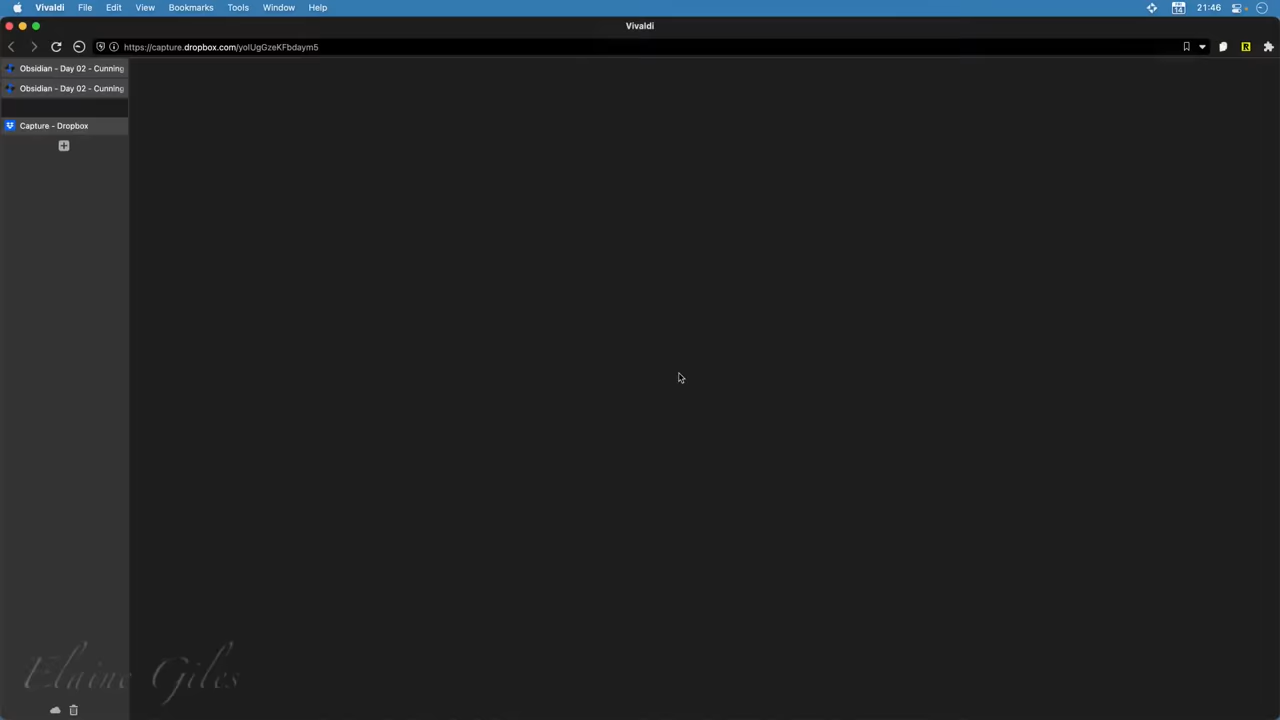 Vivaldi File Edit View Bookmarks Tools Window Help 14 21:46
Vivaldi
https://capture.dropbox.com/yolUgGzeKFbdaym5
Obsidian - Day 02 - Cunning
Obsidian - Day 02 - Cunning
Capture - Dropbox
Elaine Giles